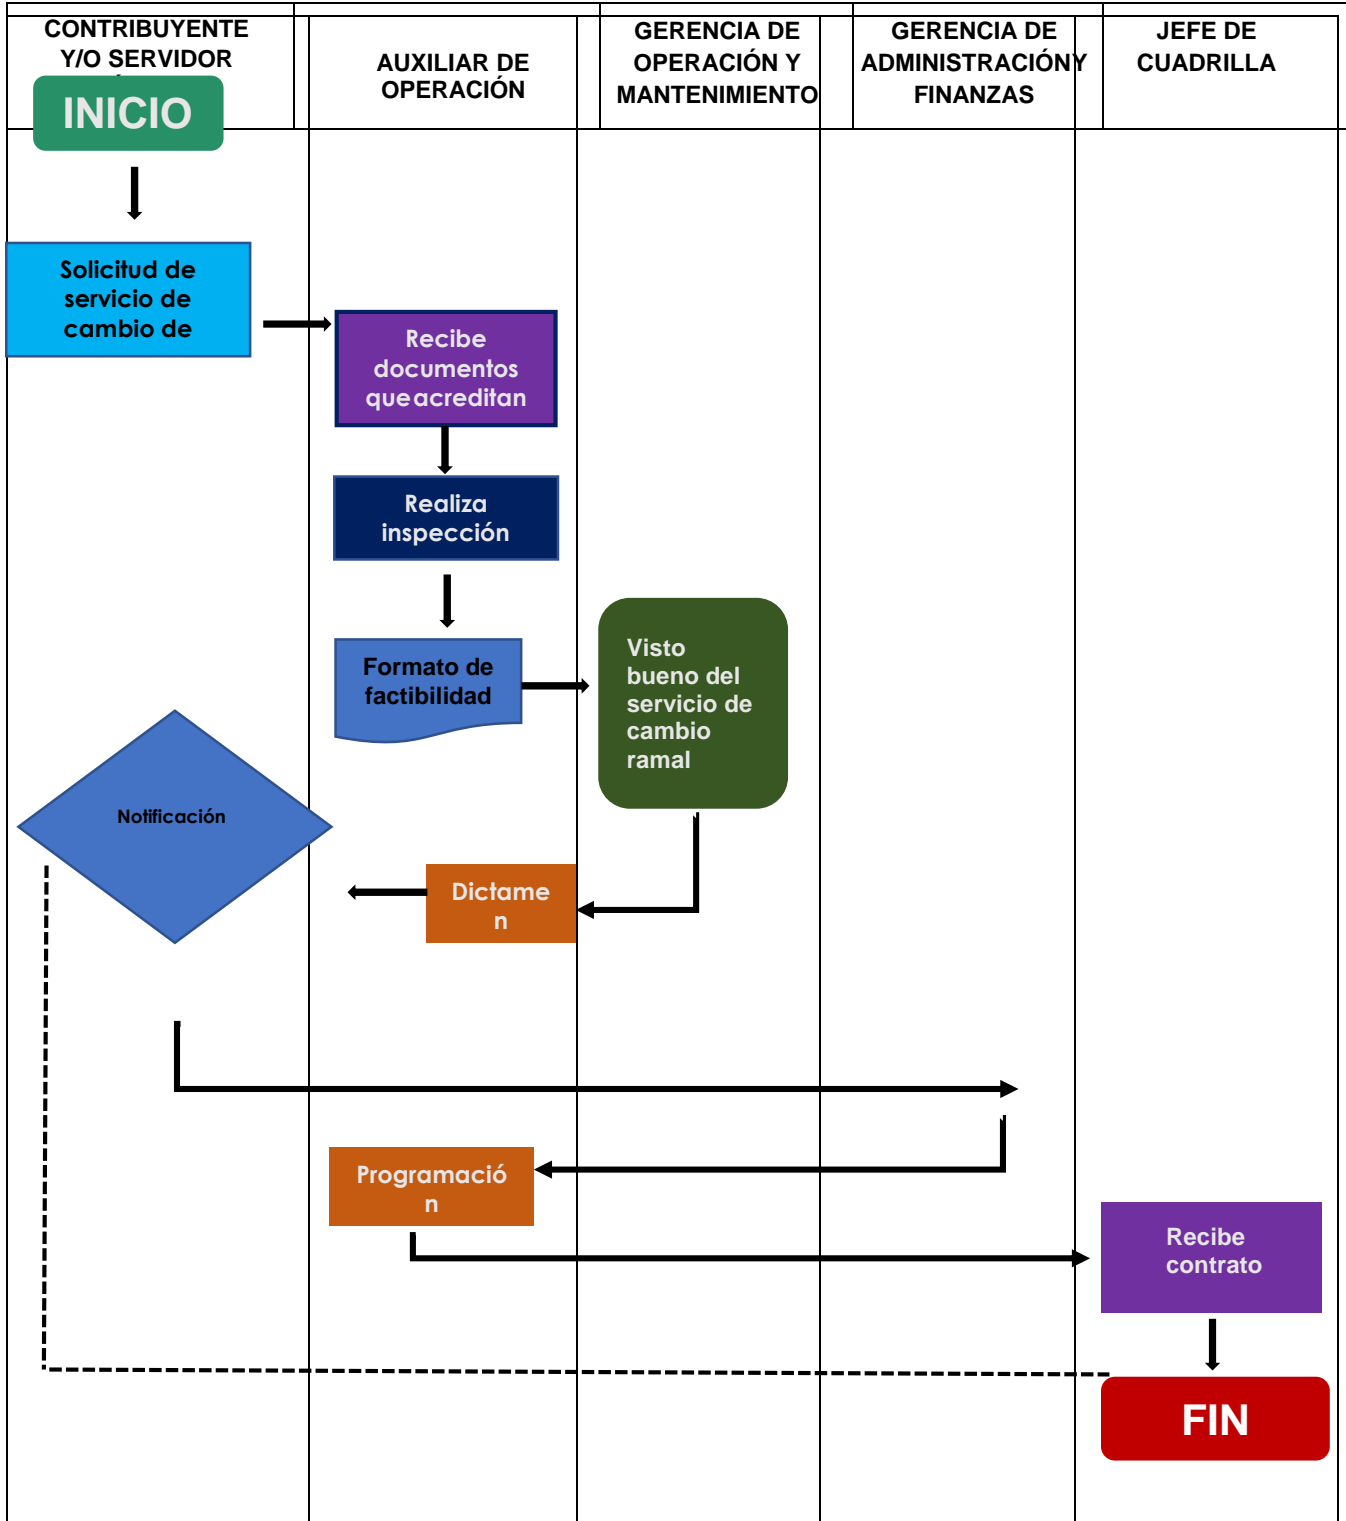 CONTRIBUYENTE
Y/O SERVIDOR
AUXILIAR DE
OPERACIÓN
GERENCIA DE
OPERACIÓN Y
MANTENIMIENTO
GERENCIA DE
ADMINISTRACIÓNY
FINANZAS
JEFE DE
CUADRILLA
INICIO
Solicitud de
servicio de
cambio de
Recibe
documentos
que acreditan
Realiza
inspección
Formato de
factibilidad
Visto
bueno del
servicio de
cambio
ramal
Notificación
Dictame
n
Programació
n
Recibe
contrato
FIN